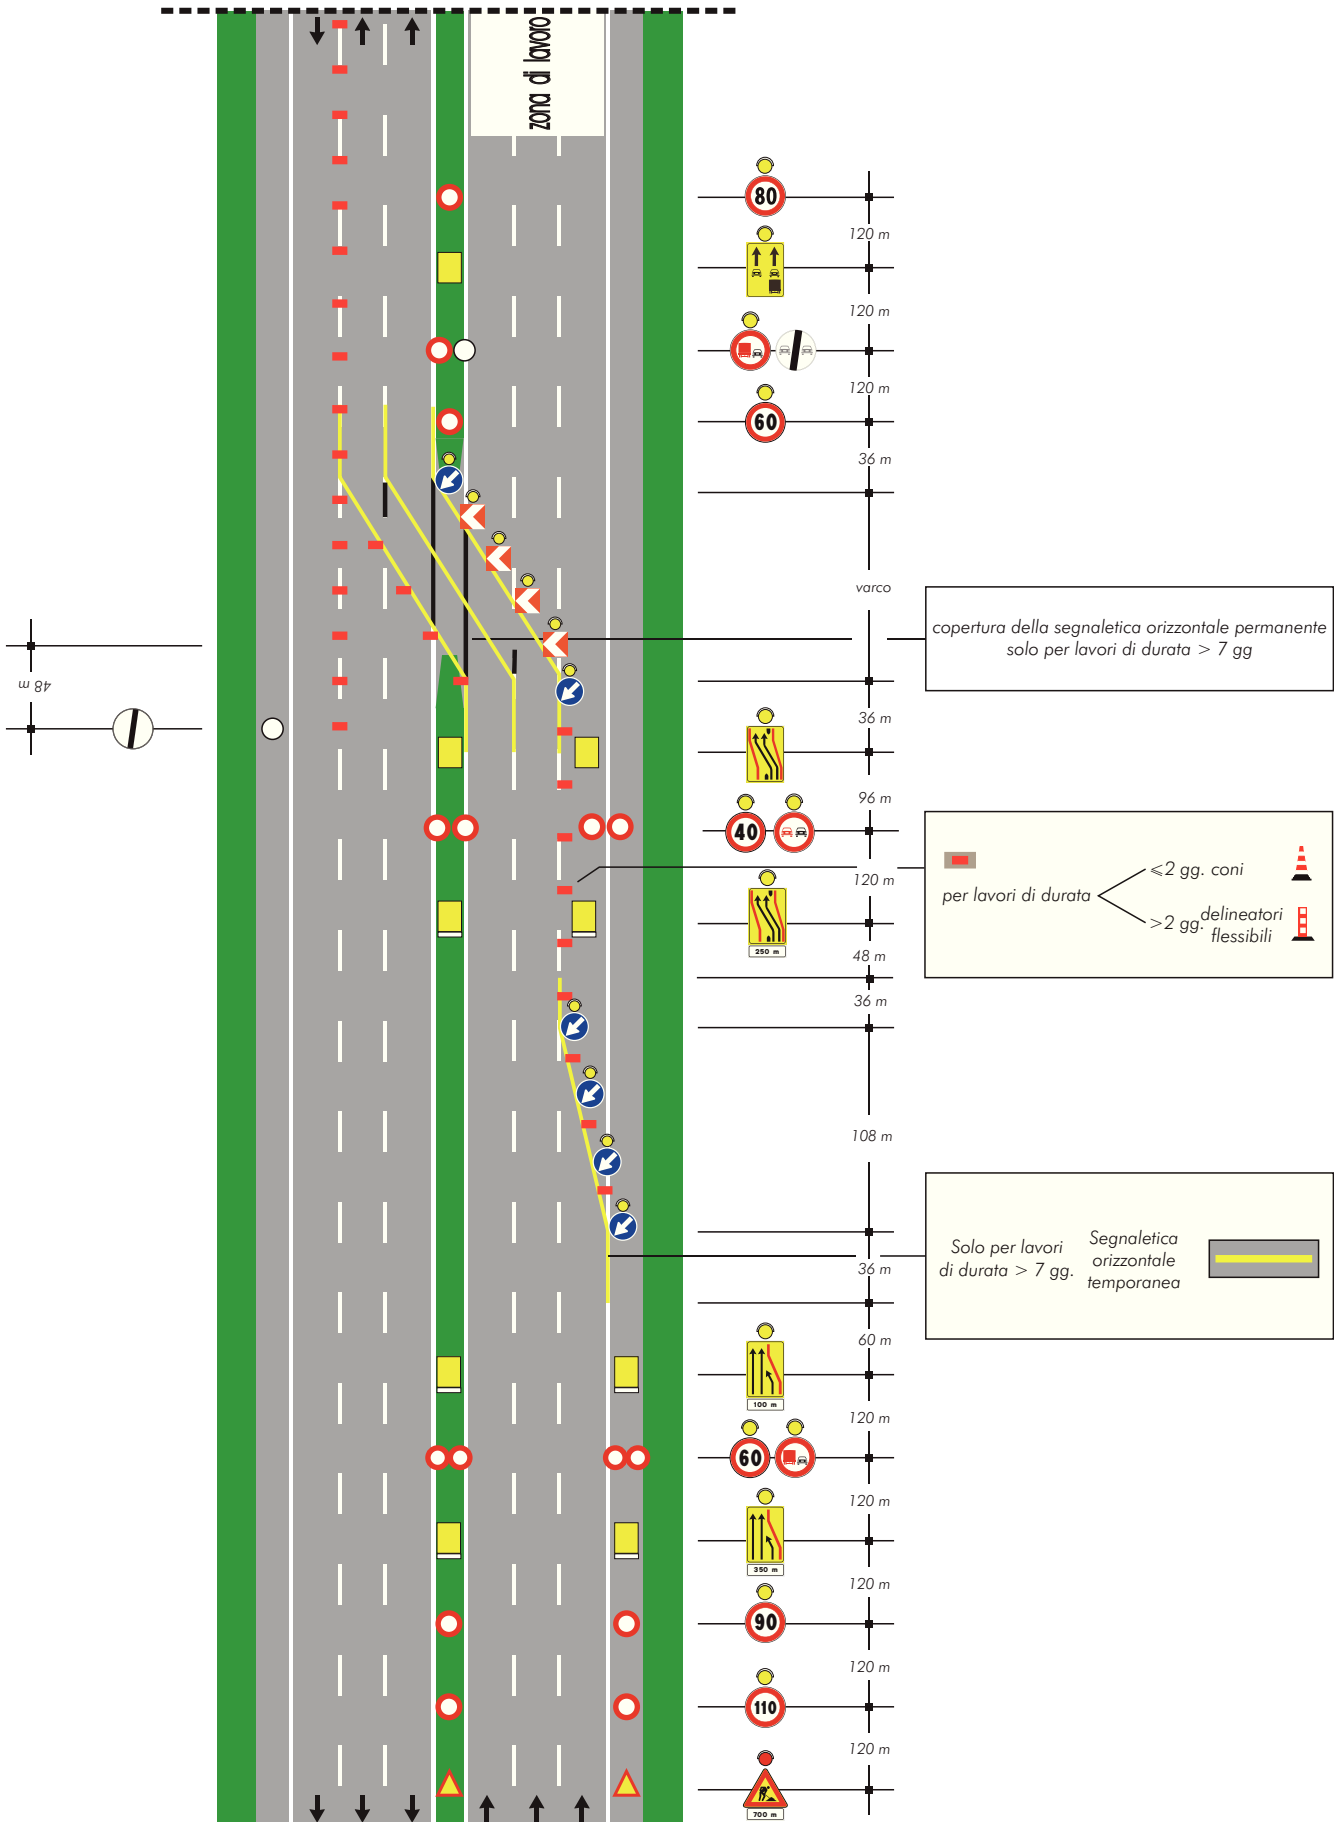 zona di lavoro
80
120 m
120 m
120 m
60
36 m
varco
copertura della segnaletica orizzontale permanente
solo per lavori di durata > 7 gg
48 m
36 m
96 m
40
120 m
250 m
48 m
36 m
per lavori di durata
⩽2 gg. coni
>2 gg. delineatori
flessibili
108 m
Solo per lavori
di durata > 7 gg.
Segnaletica
orizzontale
temporanea
36 m
60 m
100 m
120 m
60
120 m
350 m
120 m
90
120 m
110
120 m
700 m